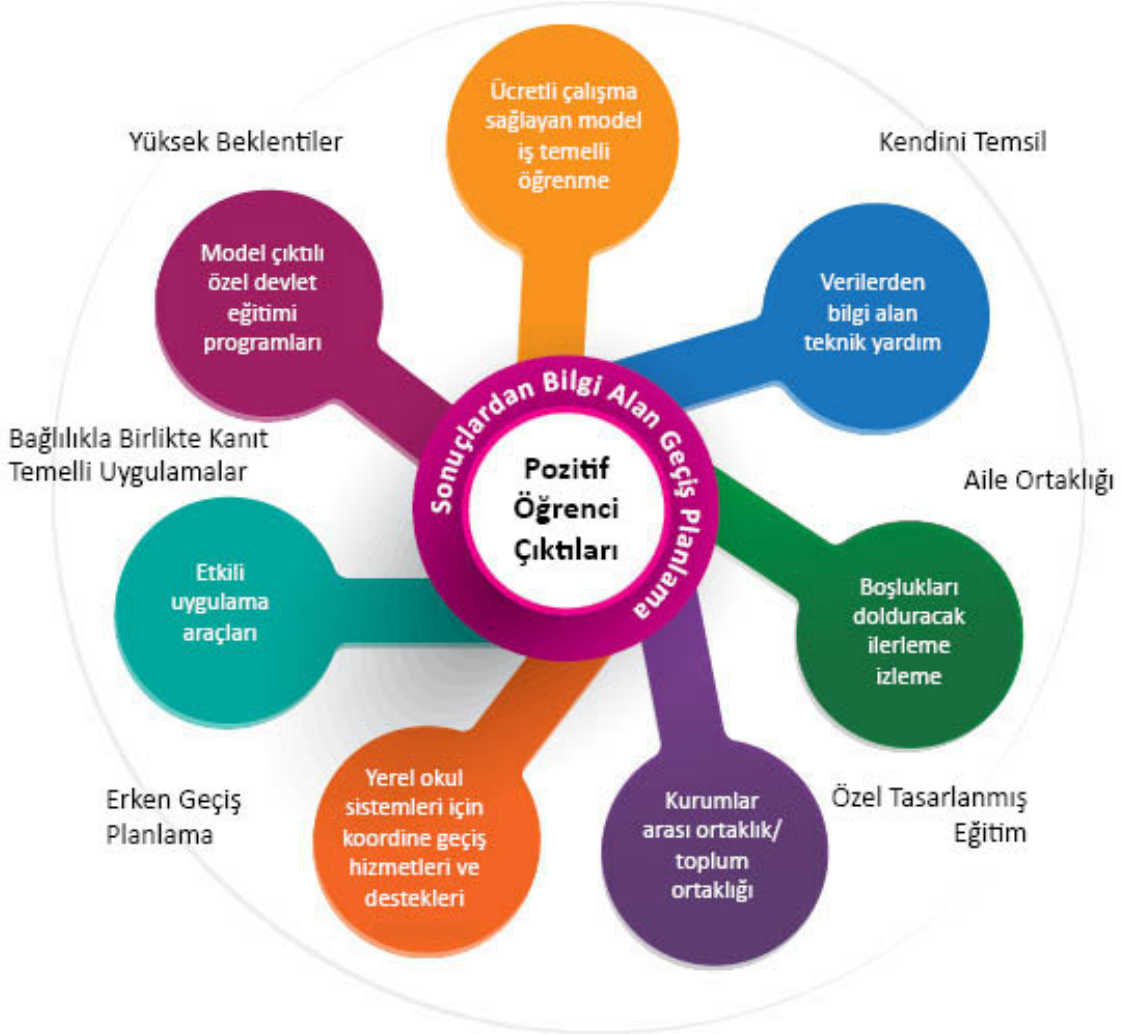 Ücretli çalışma
sağlayan model
iş temelli
öğrenme
Yüksek Beklentiler
Kendini Temsil
Model çıktılı
özel devlet
eğitimi
programları
Verilerden
bilgi alan
teknik yardım
Sonuçlardan Bilgi Alan Geçiş Planlama
Pozitif
Öğrenci
Çıktıları
Bağlılıkla Birlikte Kanıt
Temelli Uygulamalar
Aile Ortaklığı
Etkili
uygulama
araçları
Boşlukları
dolduracak
ilerleme
izleme
Erken Geçiş
Planlama
Yerel okul
sistemleri için
koordine geçiş
hizmetleri ve
destekleri
Kurumlar
arası ortaklık/
toplum
ortaklığı
Özel Tasarlanmış
Eğitim